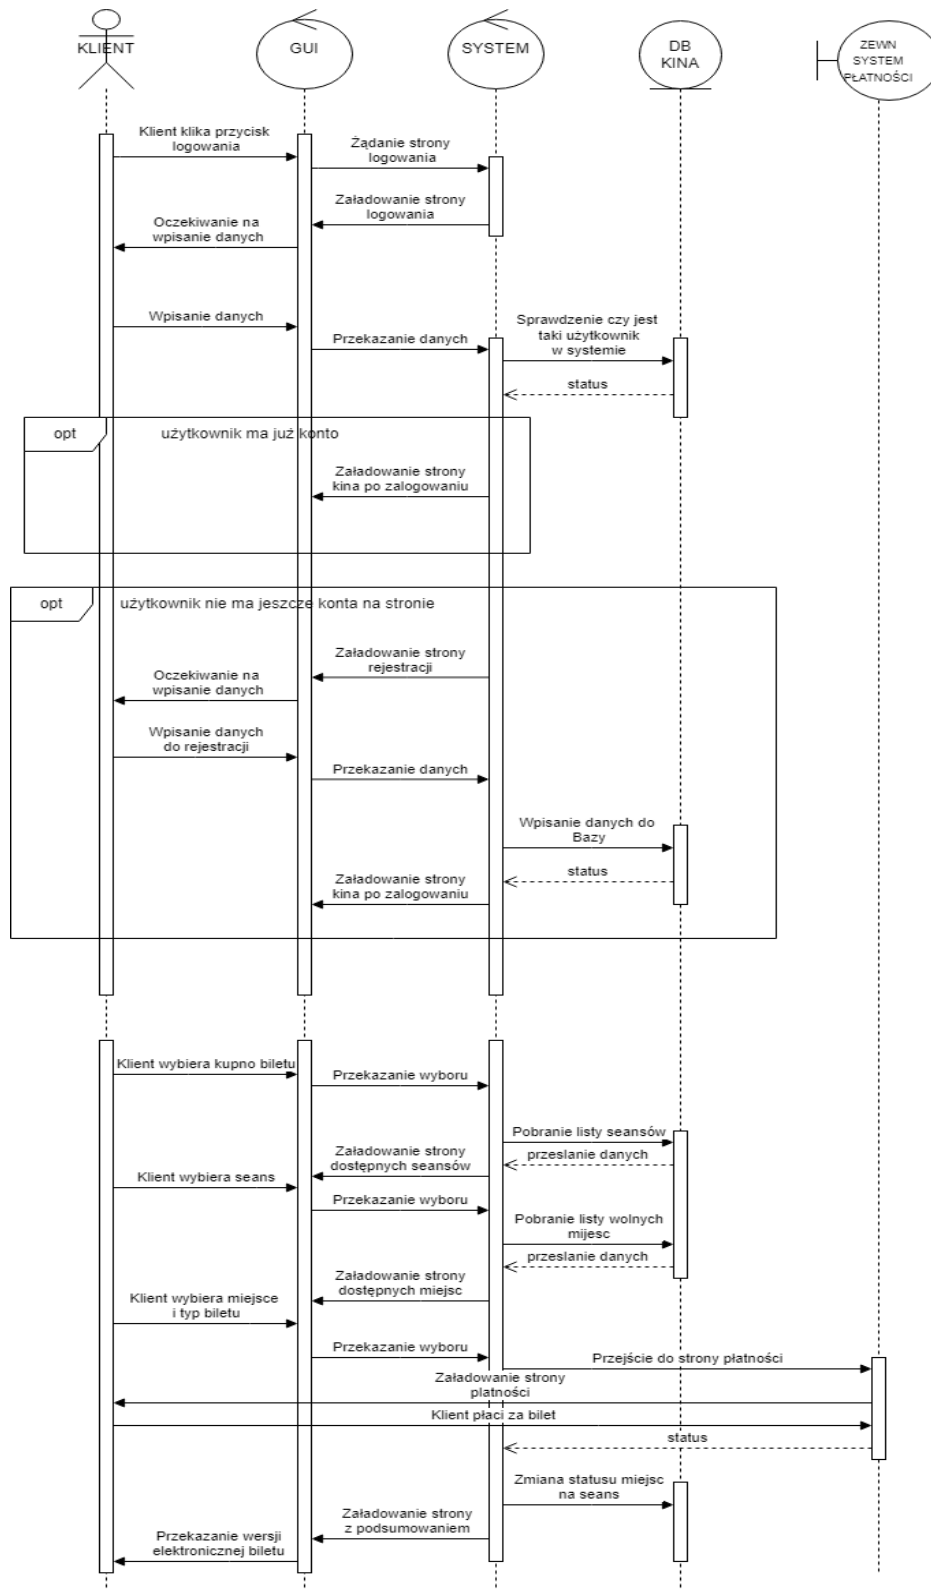 KLIENT
GUI
SYSTEM
DB
KINA
ZEWN
SYSTEM
PŁATNOŚCI
Klient klika przycisk
logowania
Żądanie strony
logowania
Załadowanie strony
logowania
Oczekiwanie na
wpisanie danych
Wpisanie danych
Przekazanie danych
Sprawdzenie czy jest
taki użytkownik
w systemie
status
opt
użytkownik ma już konto
Załadowanie strony
kina po zalogowaniu
opt
użytkownik nie ma jeszcze konta na stronie
Załadowanie strony
rejestracji
Oczekiwanie na
wpisanie danych
Wpisanie danych
do rejestracji
Przekazanie danych
Wpisanie danych do
Bazy
status
Załadowanie strony
kina po zalogowaniu
Klient wybiera kupno biletu
Przekazanie wyboru
Pobranie listy seansów
przeslanie danych
Załadowanie strony
dostępnych seansów
Klient wybiera seans
Przekazanie wyboru
Pobranie listy wolnych
mijesc
przeslanie danych
Załadowanie strony
dostępnych miejsc
Klient wybiera miejsce
i typ biletu
Przekazanie wyboru
Przejście do strony płatności
Załadowanie strony
platności
Klient płaci za bilet
status
Zmiana statusu miejsc
na seans
Załadowanie strony
z podsumowaniem
Przekazanie wersji
elektronicznej biletu